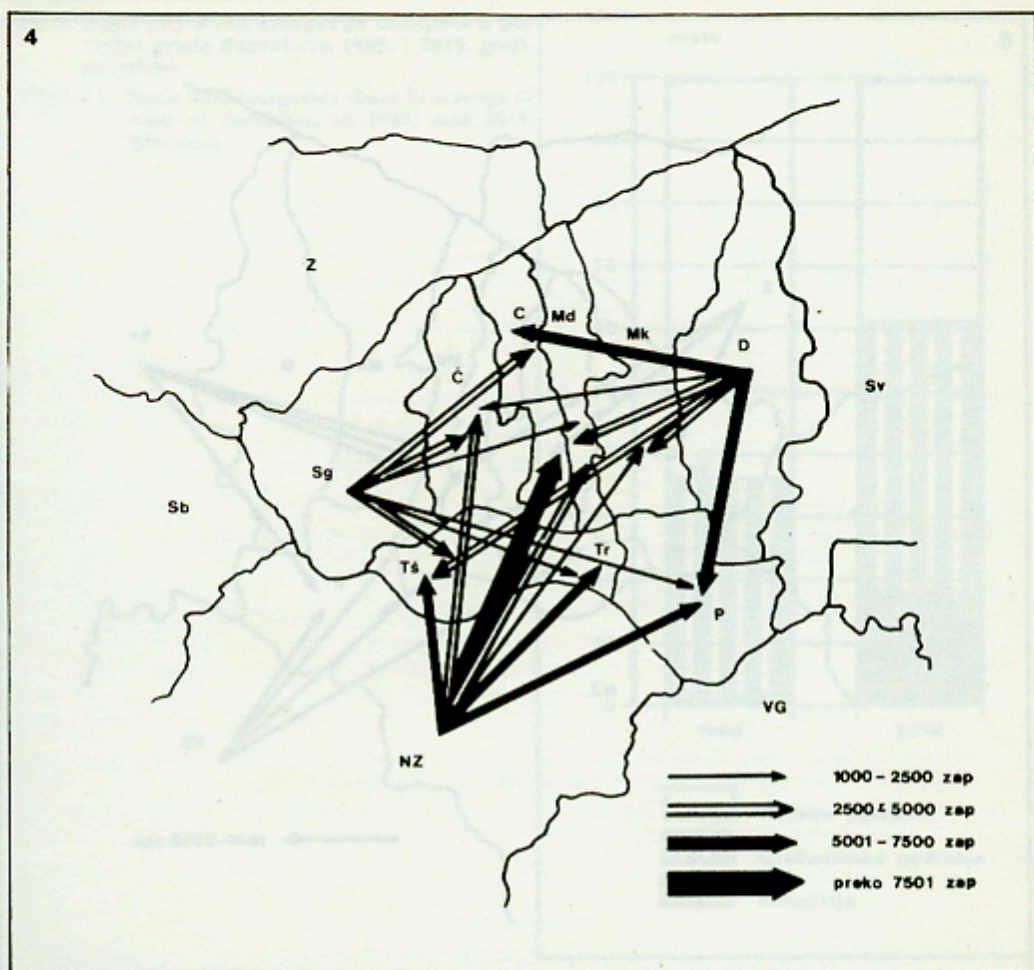 4
Z
C
Md
Mk
D
Č
Sv
Sg
Sb
Tr
Tš
P
VG
NZ
1000 – 2500 zap
2500 – 5000 zap
5001 – 7500 zap
preko 7501 zap